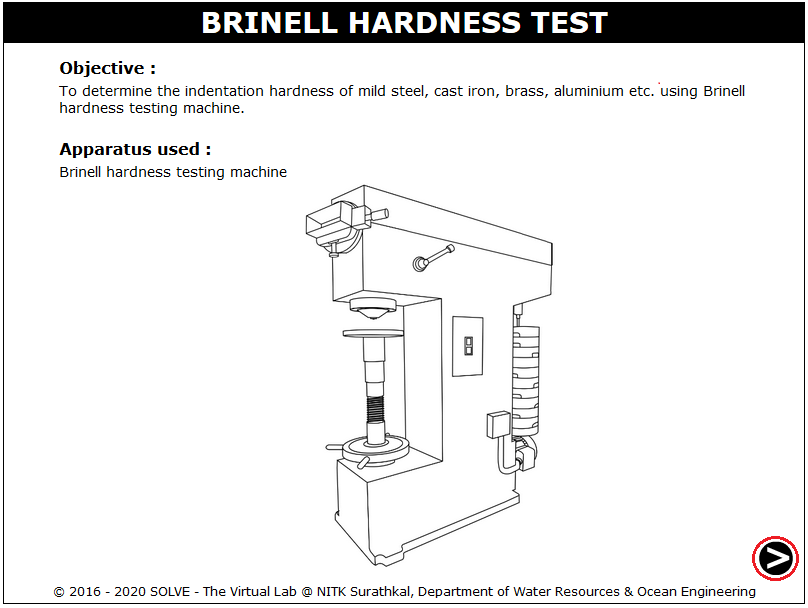 BRINELL HARDNESS TEST
Objective :
To determine the indentation hardness of mild steel, cast iron, brass, aluminium etc. using Brinell
hardness testing machine.
Apparatus used :
Brinell hardness testing machine
© 2016 - 2020 SOLVE - The Virtual Lab @ NITK Surathkal, Department of Water Resources & Ocean Engineering